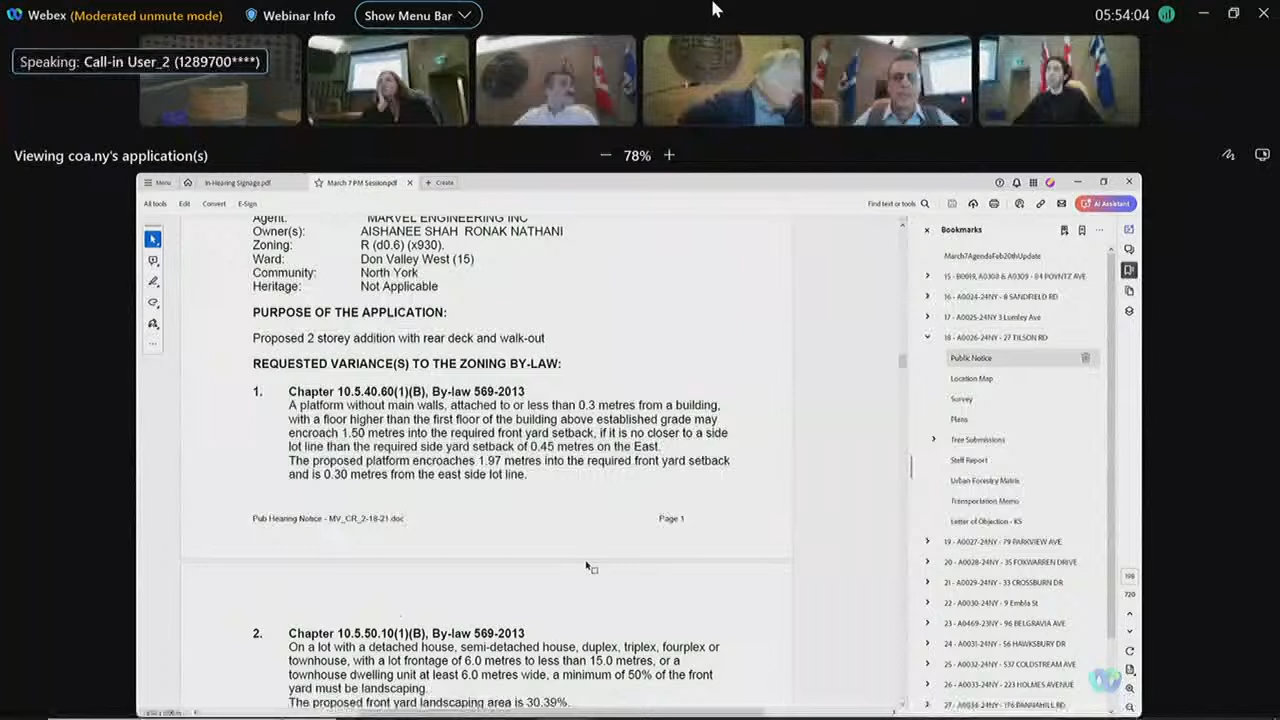 Webex (Moderated unmute mode) Webinar Info Show Menu Bar 05:54:04
Speaking: Call-in User_2 (1289700****)
Viewing coa.ny's application(s) 78%
Menu In-Hearing Signage.pdf March 7 PM Session.pdf Create
All tools Edit Convert E-Sign Find text or tools AI Assistant
Agent: MARVEL ENGINEERING INC
Owner(s): AISHANEE SHAH RONAK NATHANI
Zoning: R (d0.6) (x930).
Ward: Don Valley West (15)
Community: North York
Heritage: Not Applicable
PURPOSE OF THE APPLICATION:
Proposed 2 storey addition with rear deck and walk-out
REQUESTED VARIANCE(S) TO THE ZONING BY-LAW:
1. Chapter 10.5.40.60(1)(B), By-law 569-2013
A platform without main walls, attached to or less than 0.3 metres from a building,
with a floor higher than the first floor of the building above established grade may
encroach 1.50 metres into the required front yard setback, if it is no closer to a side
lot line than the required side yard setback of 0.45 metres on the East.
The proposed platform encroaches 1.97 metres into the required front yard setback
and is 0.30 metres from the east side lot line.
Pub Hearing Notice - MV_CR_2-18-21.doc Page 1
2. Chapter 10.5.50.10(1)(B), By-law 569-2013
On a lot with a detached house, semi-detached house, duplex, triplex, fourplex or
townhouse, with a lot frontage of 6.0 metres to less than 15.0 metres, or a
townhouse dwelling unit at least 6.0 metres wide, a minimum of 50% of the front
yard must be landscaping.
The proposed front yard landscaping area is 30.39%.
Bookmarks
March7AgendaFeb20thUpdate
15 - B0019, A0308 & A0309 - 84 POYNTZ AVE
16 - A0024-24NY - 8 SANDFIELD RD
17 - A0025-24NY 3 Lumley Ave
18 - A0026-24NY - 27 TILSON RD
Public Notice
Location Map
Survey
Plans
Tree Submissions
Staff Report
Urban Forestry Matrix
Transportation Memo
Letter of Objection - KS
19 - A0027-24NY - 79 PARKVIEW AVE
20 - A0028-24NY - 35 FOXWARREN DRIVE
21 - A0029-24NY - 33 CROSSBURN DR
22 - A0030-24NY - 9 Embla St
23 - A0469-23NY - 96 BELGRAVIA AVE
24 - A0031-24NY - 56 HAWKSBURY DR
25 - A0032-24NY - 537 COLDSTREAM AVE
26 - A0033-24NY - 223 HOLMES AVENUE
27 - A0034-24NY - 176 PANNAHILL RD
198
720